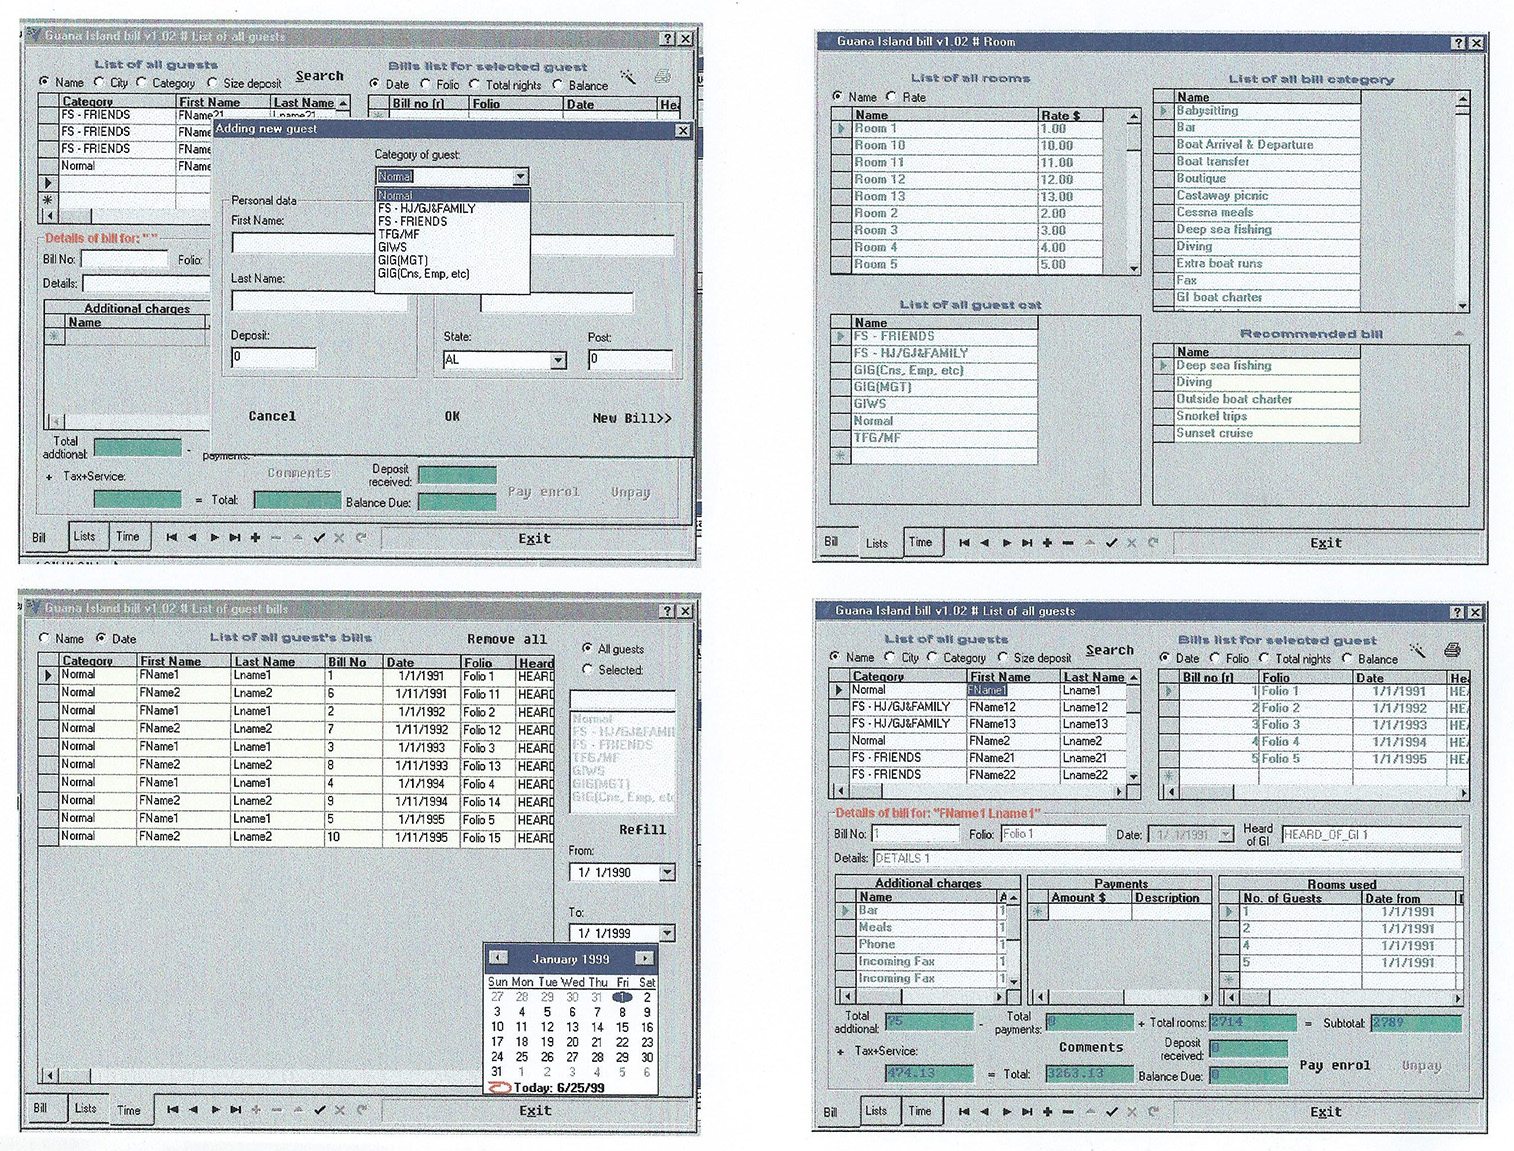 Guana Island bill v1.02 # List of all guests
List of all guests
Bills list for selected guest
Name City Category Size deposit Search
Date Folio Total nights Balance
Category First Name Last Name
Bill no (r) Folio Date
FS - FRIENDS FName21 Lname21
FS - FRIENDS
FS - FRIENDS
Normal
Adding new guest
Category of guest:
Normal
Normal
FS - HJ/GJ&FAMILY
FS - FRIENDS
TFG/MF
GIWS
GIG(MGT)
GIG(Cns, Emp, etc)
Personal data
First Name:
Last Name:
Deposit:
0
State:
AL
Post:
0
Cancel OK New Bill>>
Details of bill for: " "
Bill No: Folio:
Details:
Additional charges
Name
Total addtional: - payments:
+ Tax+Service: = Total:
Comments
Deposit received:
Balance Due:
Pay enrol Unpay
Bill Lists Time Exit
Guana Island bill v1.02 # Room
List of all rooms
Name Rate
Name Rate $
Room 1 1.00
Room 10 10.00
Room 11 11.00
Room 12 12.00
Room 13 13.00
Room 2 2.00
Room 3 3.00
Room 4 4.00
Room 5 5.00
List of all guest cat
Name
FS - FRIENDS
FS - HJ/GJ&FAMILY
GIG(Cns, Emp, etc)
GIG(MGT)
GIWS
Normal
TFG/MF
List of all bill category
Name
Babysitting
Bar
Boat Arrival & Departure
Boat transfer
Boutique
Castaway picnic
Cessna meals
Deep sea fishing
Diving
Extra boat runs
Fax
GI boat charter
Recommended bill
Name
Deep sea fishing
Diving
Outside boat charter
Snorkel trips
Sunset cruise
Bill Lists Time Exit
Guana Island bill v1.02 # List of guest bills
Name Date List of all guest's bills Remove all
Category First Name Last Name Bill No Date Folio Heard
Normal FName1 Lname1 1 1/1/1991 Folio 1 HEARD
Normal FName2 Lname2 6 1/11/1991 Folio 11 HEARD
Normal FName1 Lname1 2 1/1/1992 Folio 2 HEARD
Normal FName2 Lname2 7 1/11/1992 Folio 12 HEARD
Normal FName1 Lname1 3 1/1/1993 Folio 3 HEARD
Normal FName2 Lname2 8 1/11/1993 Folio 13 HEARD
Normal FName1 Lname1 4 1/1/1994 Folio 4 HEARD
Normal FName2 Lname2 9 1/11/1994 Folio 14 HEARD
Normal FName1 Lname1 5 1/1/1995 Folio 5 HEARD
Normal FName2 Lname2 10 1/11/1995 Folio 15 HEARD
All guests
Selected:
Normal
FS - HJ/GJ&FAMIL
FS - FRIENDS
TFG/MF
GIWS
GIG(MGT)
GIG(Cns, Emp, etc
Refill
From:
1/ 1/1990
To:
1/ 1/1999
January 1999
Sun Mon Tue Wed Thu Fri Sat
27 28 29 30 31 1 2
3 4 5 6 7 8 9
10 11 12 13 14 15 16
17 18 19 20 21 22 23
24 25 26 27 28 29 30
31 1 2 3 4 5 6
Today: 6/25/99
Bill Lists Time Exit
Guana Island bill v1.02 # List of all guests
List of all guests
Bills list for selected guest
Name City Category Size deposit Search
Date Folio Total nights Balance
Category First Name Last Name
Normal FName1 Lname1
FS - HJ/GJ&FAMILY FName12 Lname12
FS - HJ/GJ&FAMILY FName13 Lname13
Normal FName2 Lname2
FS - FRIENDS FName21 Lname21
FS - FRIENDS FName22 Lname22
Bill no (r) Folio Date
1 Folio 1 1/1/1991
2 Folio 2 1/1/1992
3 Folio 3 1/1/1993
4 Folio 4 1/1/1994
5 Folio 5 1/1/1995
Details of bill for: "FName1 Lname1"
Bill No: 1 Folio: Folio 1 Date: 1/ 1/1991 Heard of GI HEARD_OF_GI 1
Details: DETAILS 1
Additional charges
Name
Bar
Meals
Phone
Incoming Fax
Incoming Fax
Payments
Amount $ Description
Rooms used
No. of Guests Date from
1 1/1/1991
2 1/1/1991
4 1/1/1991
5 1/1/1991
Total addtional: 75 - Total payments: 0 + Total rooms: 2714 = Subtotal: 2789
+ Tax+Service: 474.13 = Total: 3263.13
Comments
Deposit received: 0
Balance Due: 0
Pay enrol Unpay
Bill Lists Time Exit